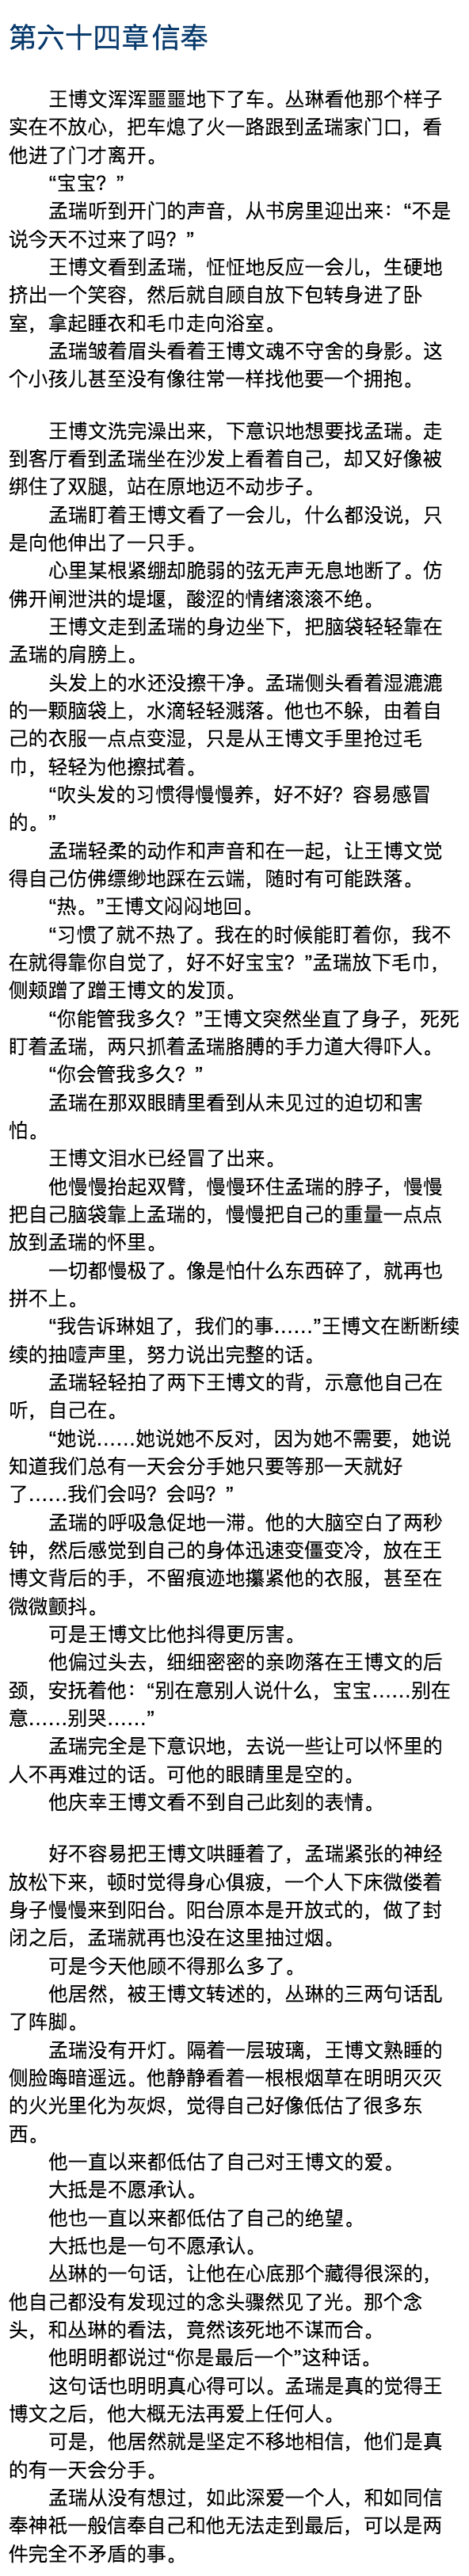 第六十四章信奉
王博文浑浑噩噩地下了车。丛琳看他那个样子
实在不放心，把车熄了火一路跟到孟瑞家门口，看
他进了门才离开。
“宝宝？”
孟瑞听到开门的声音，从书房里迎出来：“不是
说今天不过来了吗？”
王博文看到孟瑞，怔怔地反应一会儿，生硬地
挤出一个笑容，然后就自顾自放下包转身进了卧
室，拿起睡衣和毛巾走向浴室。
孟瑞皱着眉头看着王博文魂不守舍的身影。这
个小孩儿甚至没有像往常一样找他要一个拥抱。
王博文洗完澡出来，下意识地想要找孟瑞。走
到客厅看到孟瑞坐在沙发上看着自己，却又好像被
绑住了双腿，站在原地迈不动步子。
孟瑞盯着王博文看了一会儿，什么都没说，只
是向他伸出了一只手。
心里某根紧绷却脆弱的弦无声无息地断了。仿
佛开闸泄洪的堤堰，酸涩的情绪滚滚不绝。
王博文走到孟瑞的身边坐下，把脑袋轻轻靠在
孟瑞的肩膀上。
头发上的水还没擦干净。孟瑞侧头看着湿漉漉
的一颗脑袋上，水滴轻轻溅落。他也不躲，由着自
己的衣服一点点变湿，只是从王博文手里抢过毛
巾，轻轻为他擦拭着。
“吹头发的习惯得慢慢养，好不好？容易感冒
的。”
孟瑞轻柔的动作和声音和在一起，让王博文觉
得自己仿佛缥缈地踩在云端，随时有可能跌落。
“热。”王博文闷闷地回。
“习惯了就不热了。我在的时候能盯着你，我不
在就得靠你自觉了，好不好宝宝？”孟瑞放下毛巾，
侧颊蹭了蹭王博文的发顶。
“你能管我多久？”王博文突然坐直了身子，死死
盯着孟瑞，两只抓着孟瑞胳膊的手力道大得吓人。
“你会管我多久？”
孟瑞在那双眼睛里看到从未见过的迫切和害
怕。
王博文泪水已经冒了出来。
他慢慢抬起双臂，慢慢环住孟瑞的脖子，慢慢
把自己脑袋靠上孟瑞的，慢慢把自己的重量一点点
放到孟瑞的怀里。
一切都慢极了。像是怕什么东西碎了，就再也
拼不上。
“我告诉琳姐了，我们的事……”王博文在断断续
续的抽噎声里，努力说出完整的话。
孟瑞轻轻拍了两下王博文的背，示意他自己在
听，自己在。
“她说……她说她不反对，因为她不需要，她说
知道我们总有一天会分手她只要等那一天就好
了……我们会吗？会吗？”
孟瑞的呼吸急促地一滞。他的大脑空白了两秒
钟，然后感觉到自己的身体迅速变僵变冷，放在王
博文背后的手，不留痕迹地攥紧他的衣服，甚至在
微微颤抖。
可是王博文比他抖得更厉害。
他偏过头去，细细密密的亲吻落在王博文的后
颈，安抚着他：“别在意别人说什么，宝宝……别在
意……别哭……”
孟瑞完全是下意识地，去说一些让可以怀里的
人不再难过的话。可他的眼睛里是空的。
他庆幸王博文看不到自己此刻的表情。
好不容易把王博文哄睡着了，孟瑞紧张的神经
放松下来，顿时觉得身心俱疲，一个人下床微偻着
身子慢慢来到阳台。阳台原本是开放式的，做了封
闭之后，孟瑞就再也没在这里抽过烟。
可是今天他顾不得那么多了。
他居然，被王博文转述的，丛琳的三两句话乱
了阵脚。
孟瑞没有开灯。隔着一层玻璃，王博文熟睡的
侧脸晦暗遥远。他静静看着一根根烟草在明明灭灭
的火光里化为灰烬，觉得自己好像低估了很多东
西。
他一直以来都低估了自己对王博文的爱。
大抵是不愿承认。
他也一直以来都低估了自己的绝望。
大抵也是一句不愿承认。
丛琳的一句话，让他在心底那个藏得很深的，
他自己都没有发现过的念头骤然见了光。那个念
头，和丛琳的看法，竟然该死地不谋而合。
他明明都说过“你是最后一个”这种话。
这句话也明明真心得可以。孟瑞是真的觉得王
博文之后，他大概无法再爱上任何人。
可是，他居然就是坚定不移地相信，他们是真
的有一天会分手。
孟瑞从没有想过，如此深爱一个人，和如同信
奉神祇一般信奉自己和他无法走到最后，可以是两
件完全不矛盾的事。